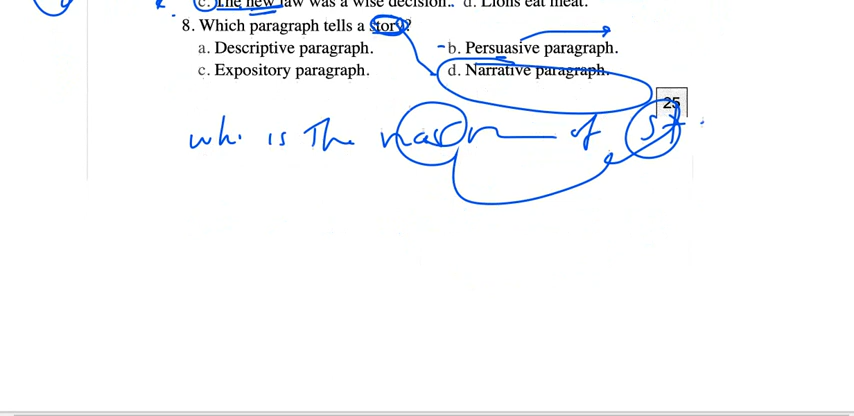 c. The new law was a wise decision.. d. Lions eat meat.
8. Which paragraph tells a story?
a. Descriptive paragraph. b. Persuasive paragraph.
c. Expository paragraph. d. Narrative paragraph.
25
who is The of